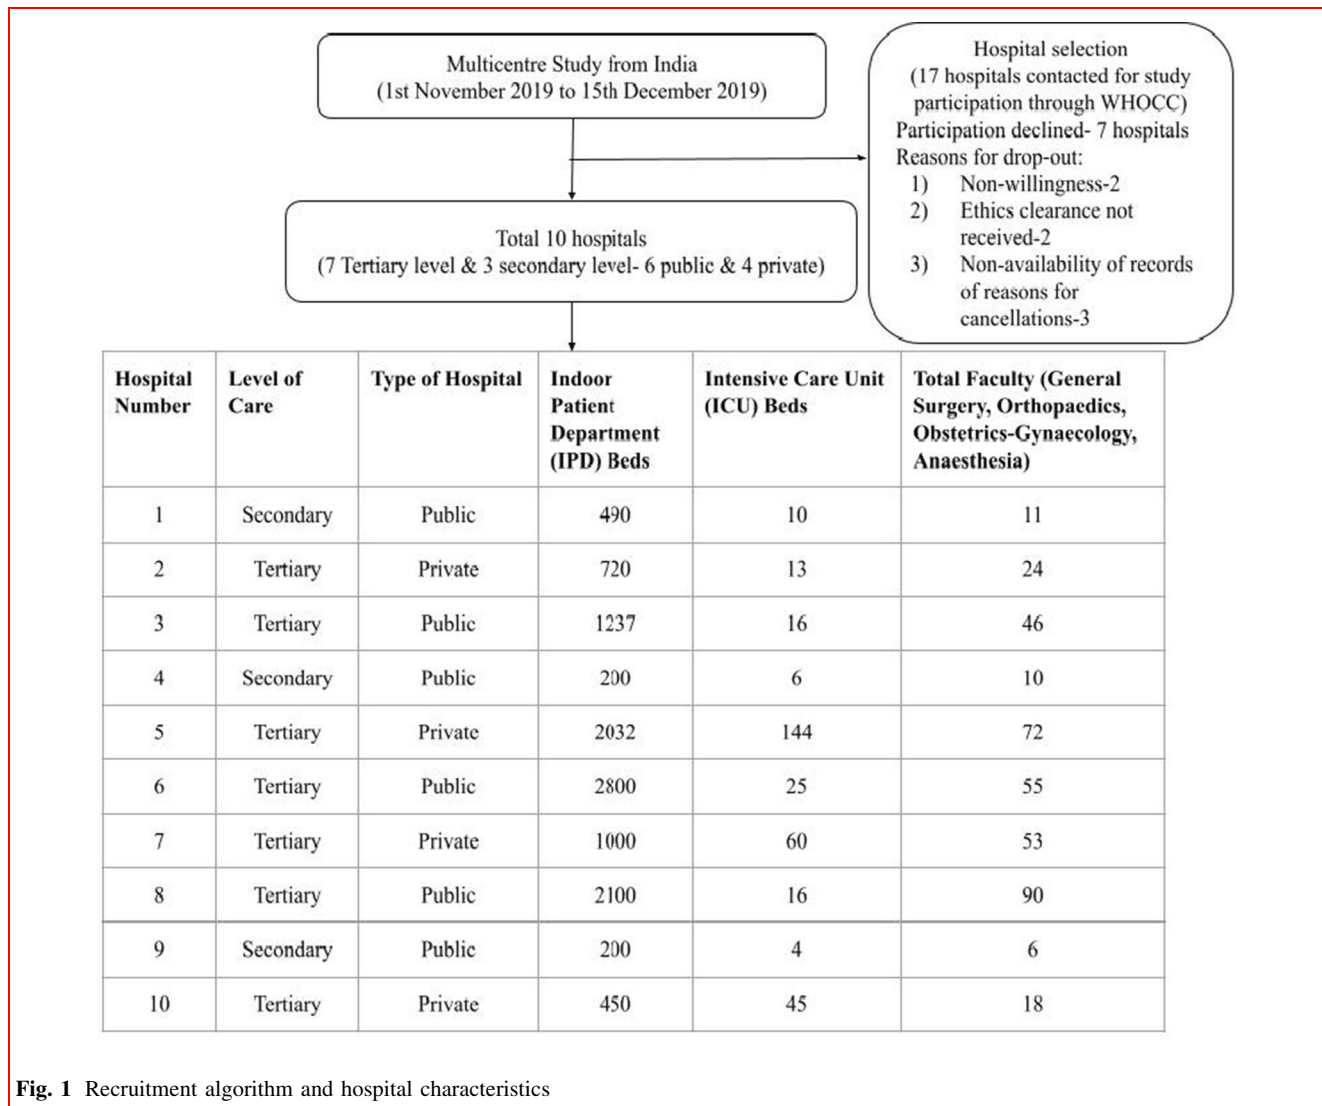 Multicentre Study from India
(1st November 2019 to 15th December 2019)
Hospital selection
(17 hospitals contacted for study
participation through WHOCC)
Participation declined- 7 hospitals
Reasons for drop-out:
1) Non-willingness-2
2) Ethics clearance not
received-2
3) Non-availability of records
of reasons for
cancellations-3
Total 10 hospitals
(7 Tertiary level & 3 secondary level- 6 public & 4 private)
Hospital Number Level of Care Type of Hospital Indoor Patient Department (IPD) Beds Intensive Care Unit (ICU) Beds Total Faculty (General Surgery, Orthopaedics, Obstetrics-Gynaecology, Anaesthesia)
1 Secondary Public 490 10 11
2 Tertiary Private 720 13 24
3 Tertiary Public 1237 16 46
4 Secondary Public 200 6 10
5 Tertiary Private 2032 144 72
6 Tertiary Public 2800 25 55
7 Tertiary Private 1000 60 53
8 Tertiary Public 2100 16 90
9 Secondary Public 200 4 6
10 Tertiary Private 450 45 18
Fig. 1 Recruitment algorithm and hospital characteristics